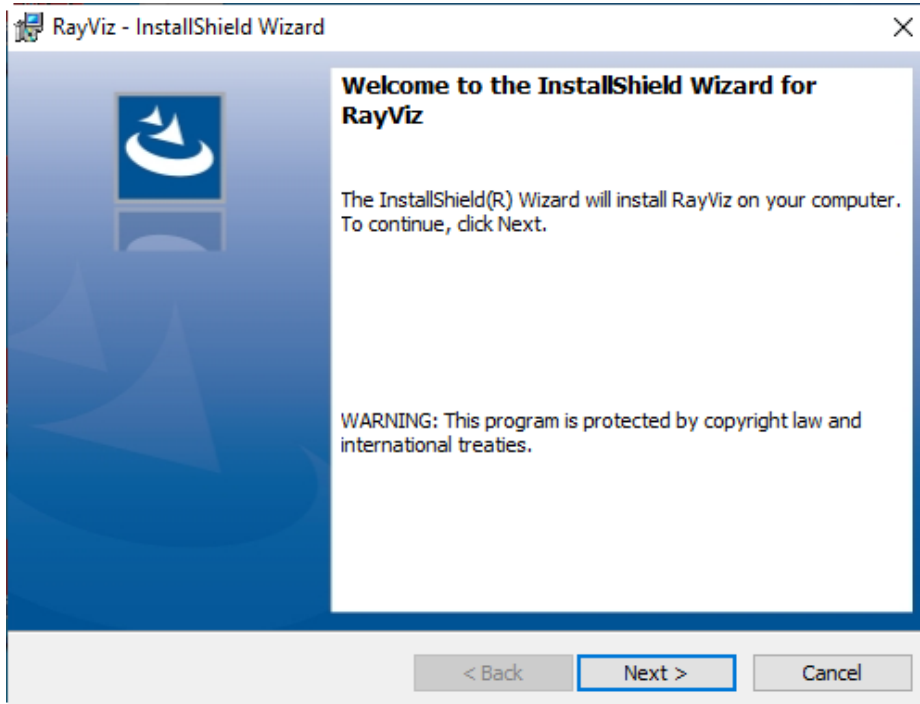 RayViz - InstallShield Wizard
Welcome to the InstallShield Wizard for
RayViz
The InstallShield(R) Wizard will install RayViz on your computer.
To continue, click Next.
WARNING: This program is protected by copyright law and
international treaties.
< Back
Next >
Cancel